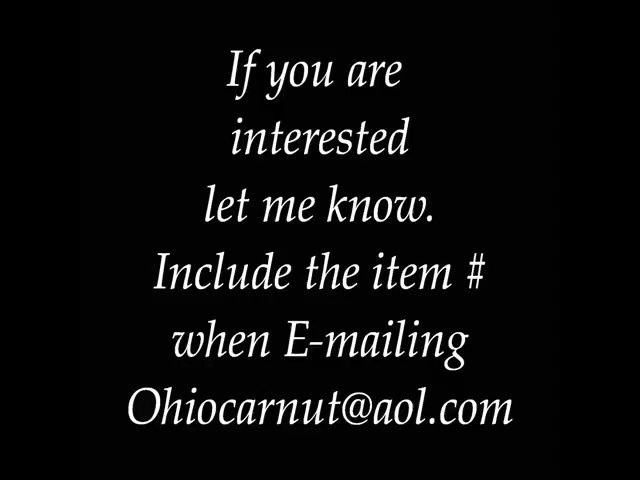 If you are
interested
let me know.
Include the item #
when E-mailing
Ohiocarnut@aol.com